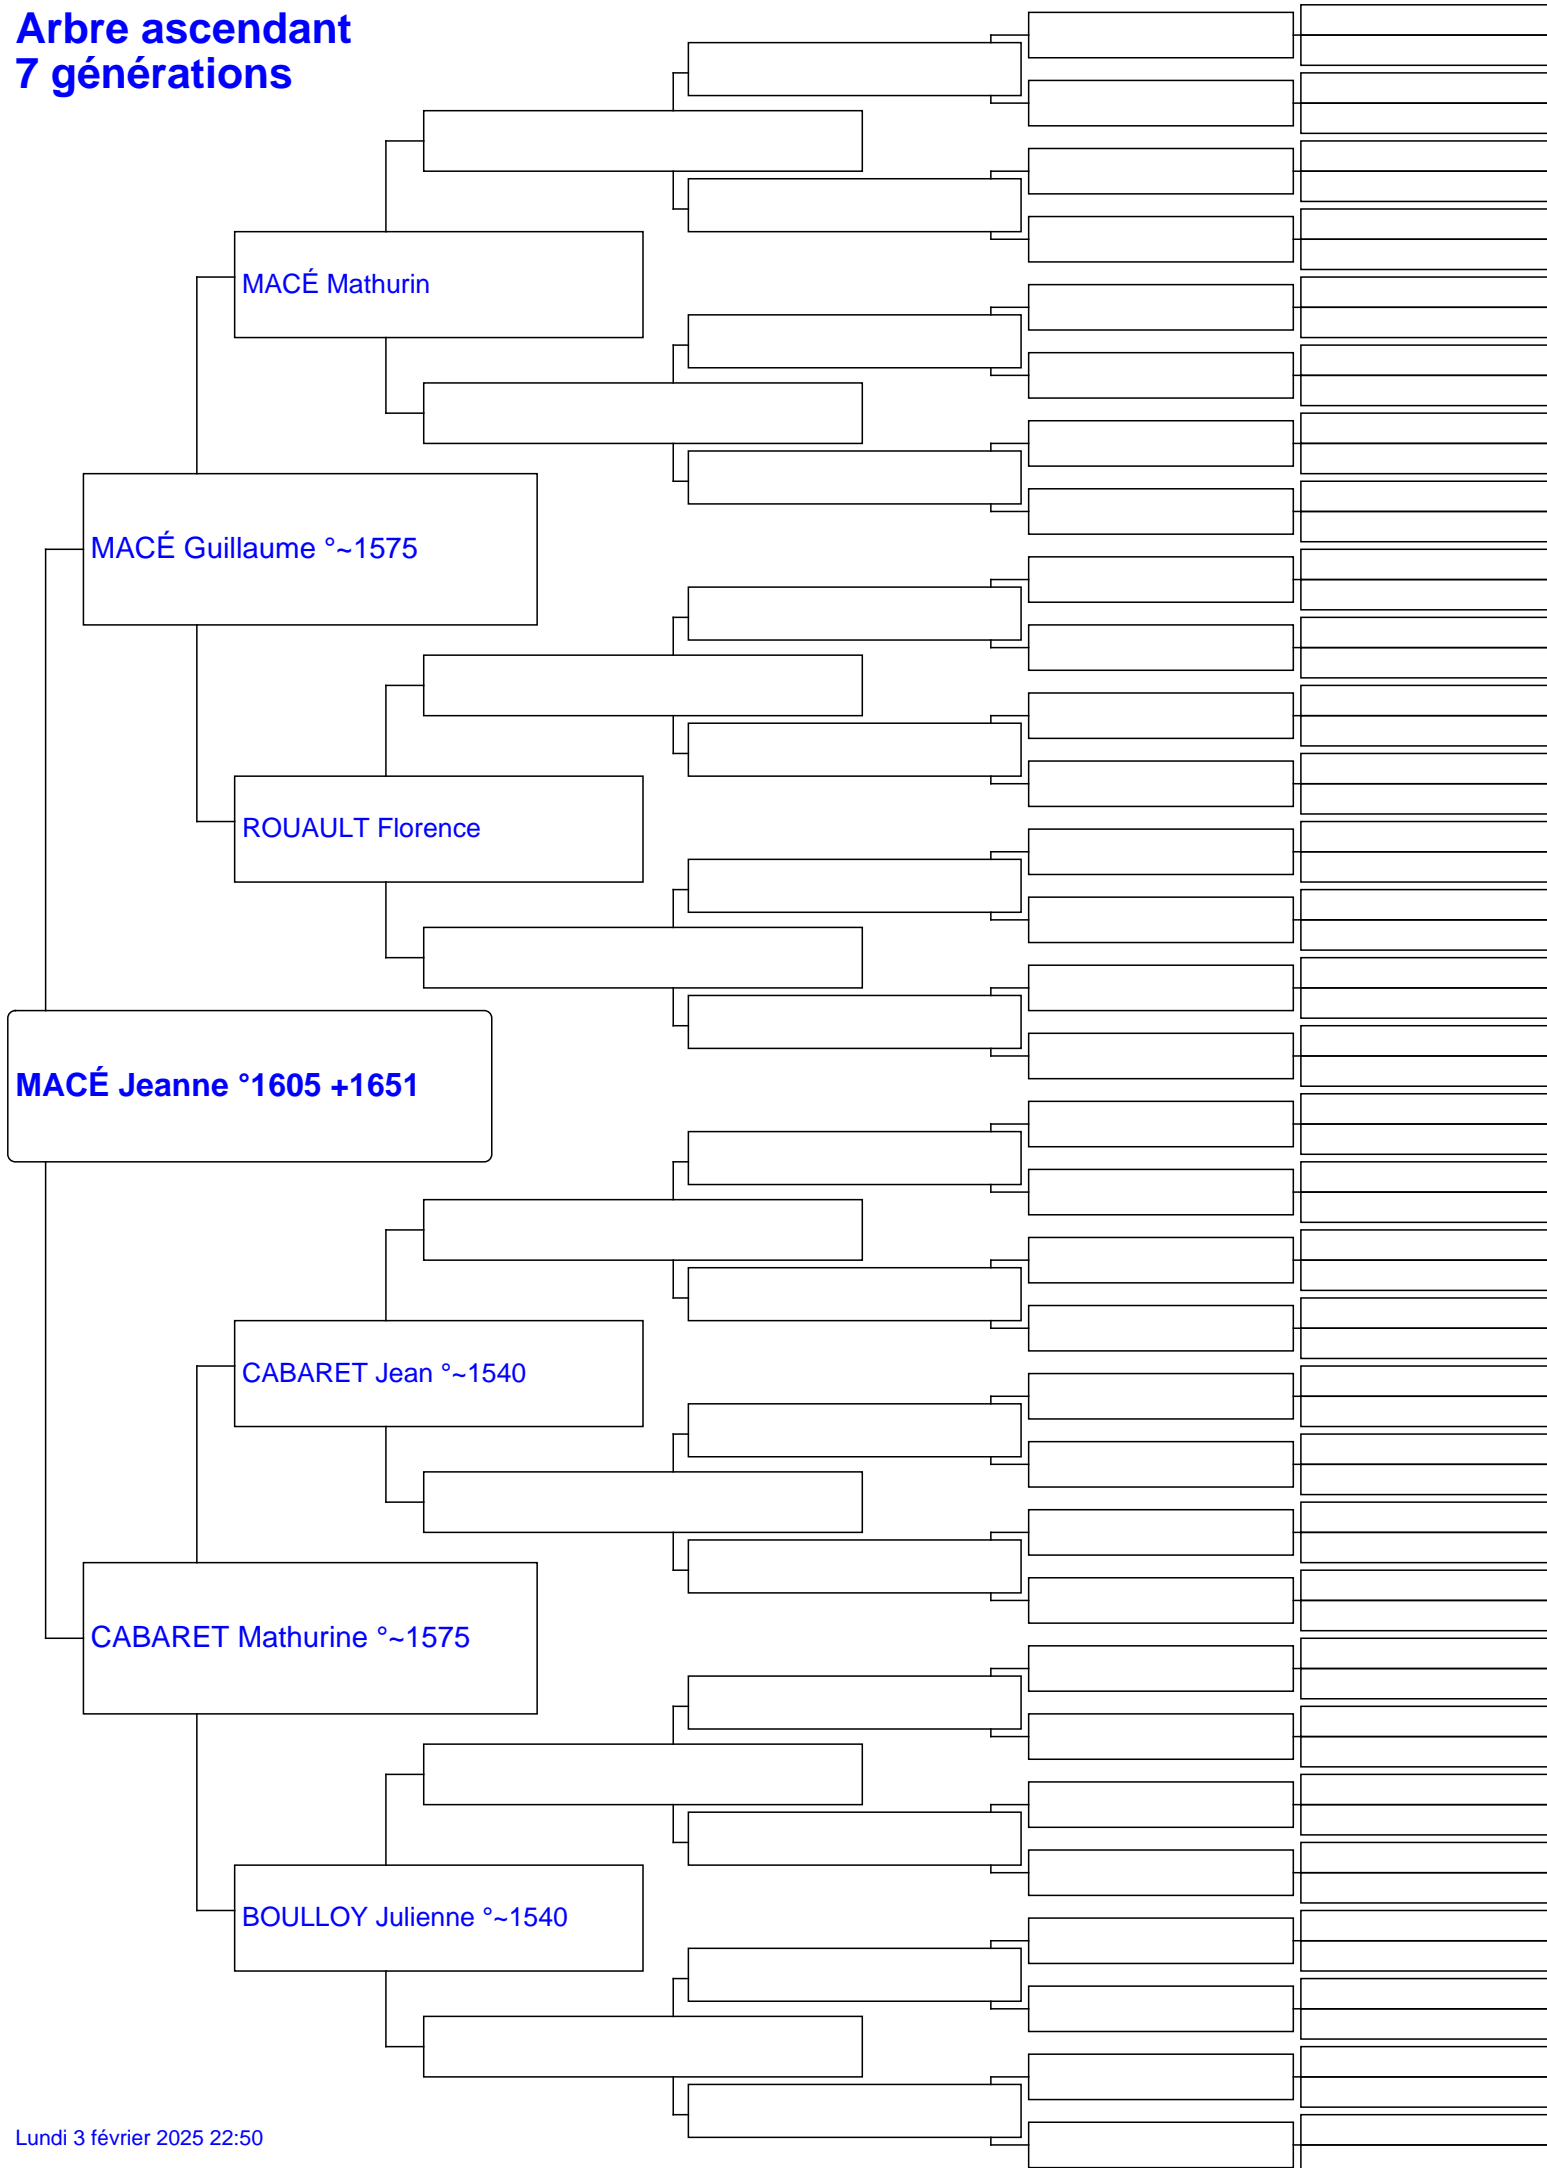 Arbre ascendant
7 générations
MACÉ Mathurin
MACÉ Guillaume °~1575
ROUAULT Florence
MACÉ Jeanne °1605 +1651
CABARET Jean °~1540
CABARET Mathurine °~1575
BOULLOY Julienne °~1540
Lundi 3 février 2025 22:50